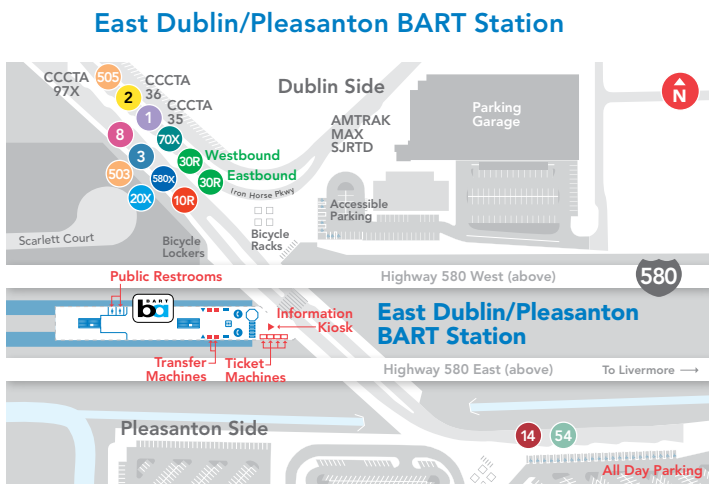 East Dublin/Pleasanton BART Station
CCCTA
97X
505
CCCTA
36
2
CCCTA
35
1
8
70X
3
30R
Westbound
503
580X
30R
Eastbound
20X
10R
Iron Horse Pkwy
Dublin Side
AMTRAK
MAX
SJRTD
Parking
Garage
N
Accessible
Parking
Scarlett Court
Bicycle
Lockers
Bicycle
Racks
Public Restrooms
Highway 580 West (above)
580
BART
ba
Information
Kiosk
East Dublin/Pleasanton
BART Station
Transfer
Machines
Ticket
Machines
Highway 580 East (above)
To Livermore
Pleasanton Side
14
54
All Day Parking